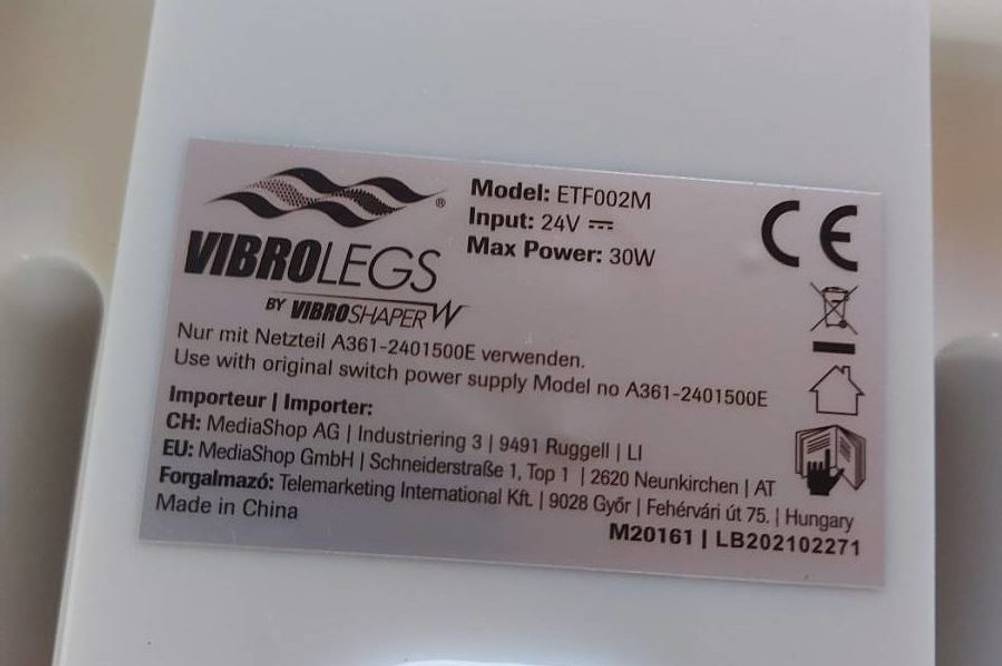 VIBROLEGS®
BY VIBROSHAPER
Model: ETF002M
Input: 24V ⎓
Max Power: 30W
CE
Nur mit Netzteil A361-2401500E verwenden.
Use with original switch power supply Model no A361-2401500E
Importeur | Importer:
CH: MediaShop AG | Industriering 3 | 9491 Ruggell | LI
EU: MediaShop GmbH | Schneiderstraße 1, Top 1 | 2620 Neunkirchen | AT
Forgalmazó: Telemarketing International Kft. | 9028 Győr | Fehérvári út 75. | Hungary
Made in China
M20161 | LB202102271